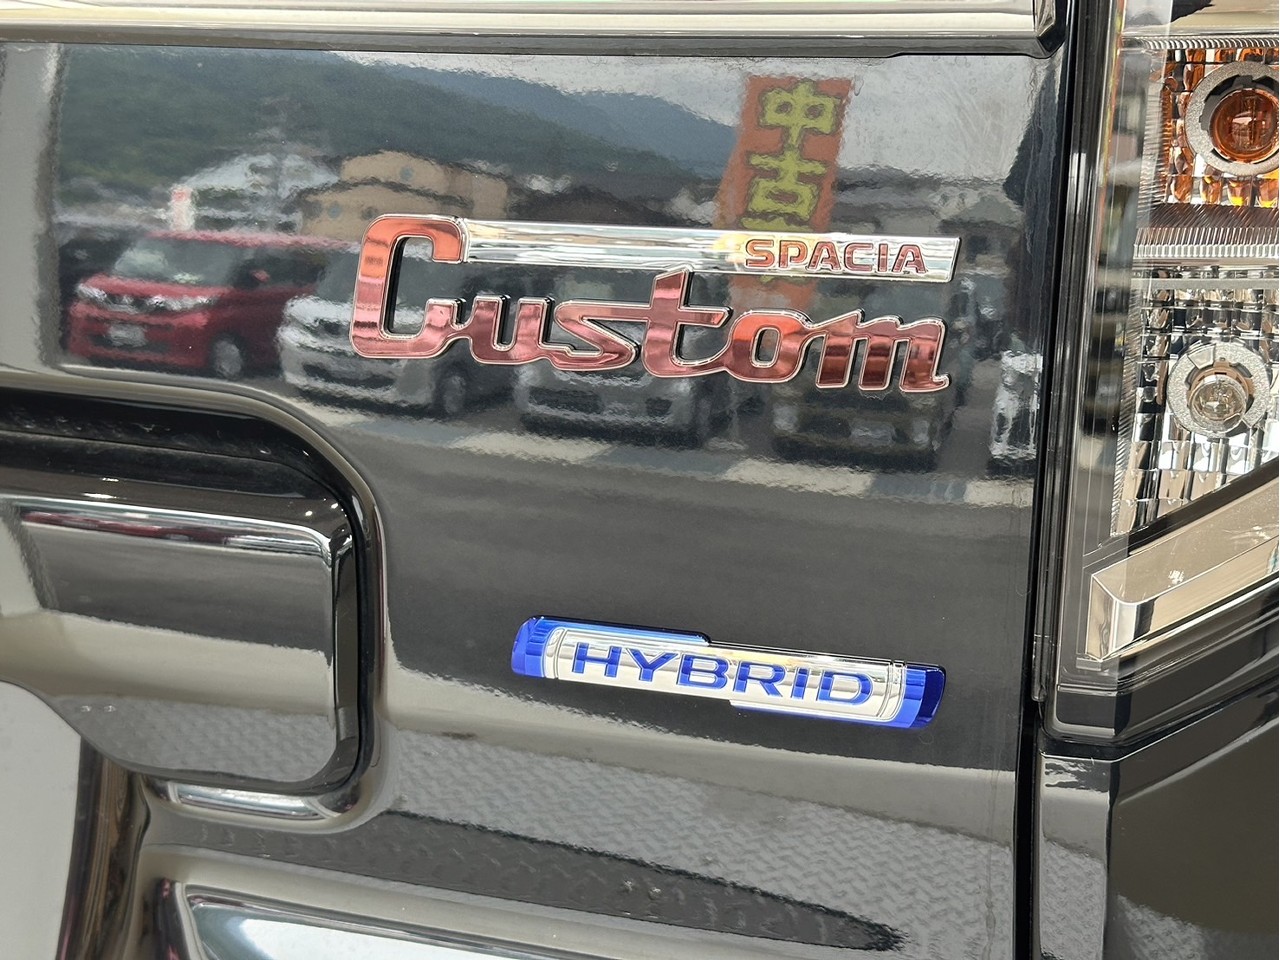 中古
SPACIA
Custom
HYBRID